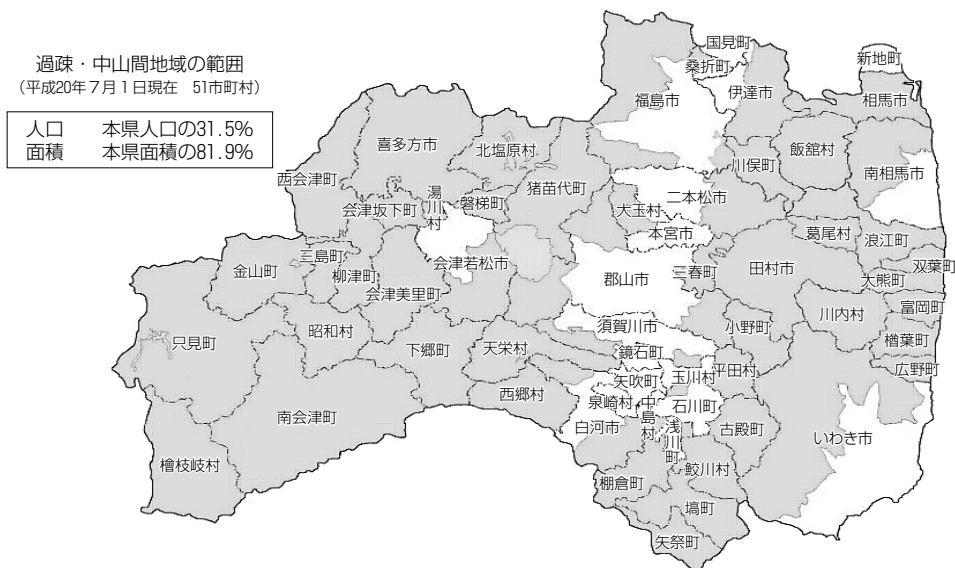 過疎・中山間地域の範囲
（平成20年7月1日現在　51市町村）
人口　本県人口の31.5%
面積　本県面積の81.9%
国見町
桑折町
新地町
福島市
伊達市
相馬市
喜多方市
北塩原村
川俣町
飯舘村
南相馬市
西会津町
猪苗代町
湯川村
磐梯町
会津坂下町
大玉村
二本松市
本宮市
葛尾村
浪江町
双葉町
三島町
会津若松市
金山町
柳津町
郡山市
三春町
田村市
大熊町
会津美里町
富岡町
川内村
昭和村
須賀川市
小野町
楢葉町
只見町
下郷町
天栄村
鏡石町
玉川村
平田村
広野町
矢吹町
西郷村
泉崎村
中島村
石川町
南会津町
白河市
浅川町
古殿町
いわき市
檜枝岐村
鮫川村
棚倉町
塙町
矢祭町